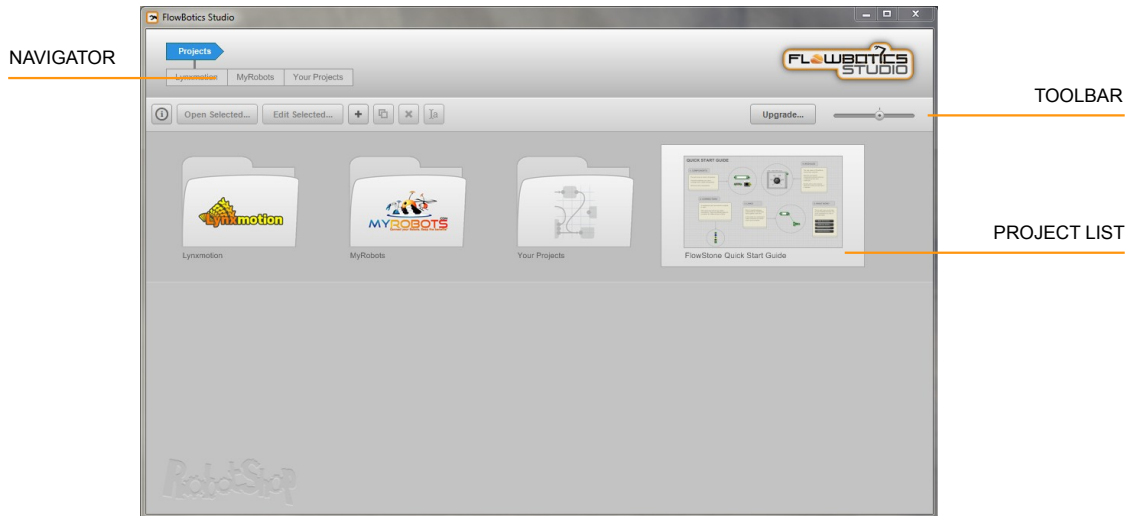 FlowBotics Studio
NAVIGATOR
Projects
FLOWBOTICS
STUDIO
Lynxmotion MyRobots Your Projects
TOOLBAR
Open Selected... Edit Selected... Upgrade...
QUICK START GUIDE
Lynxmotion
MYROBOTS
PROJECT LIST
Lynxmotion MyRobots Your Projects FlowStone Quick Start Guide
RobotShop